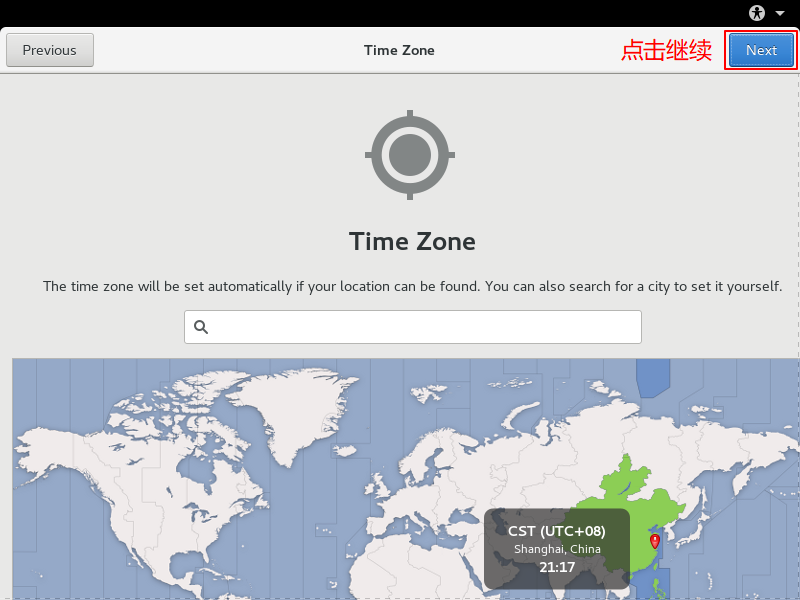 Previous
Time Zone
点击继续
Next
Time Zone
The time zone will be set automatically if your location can be found. You can also search for a city to set it yourself.
CST (UTC+08)
Shanghai, China
21:17